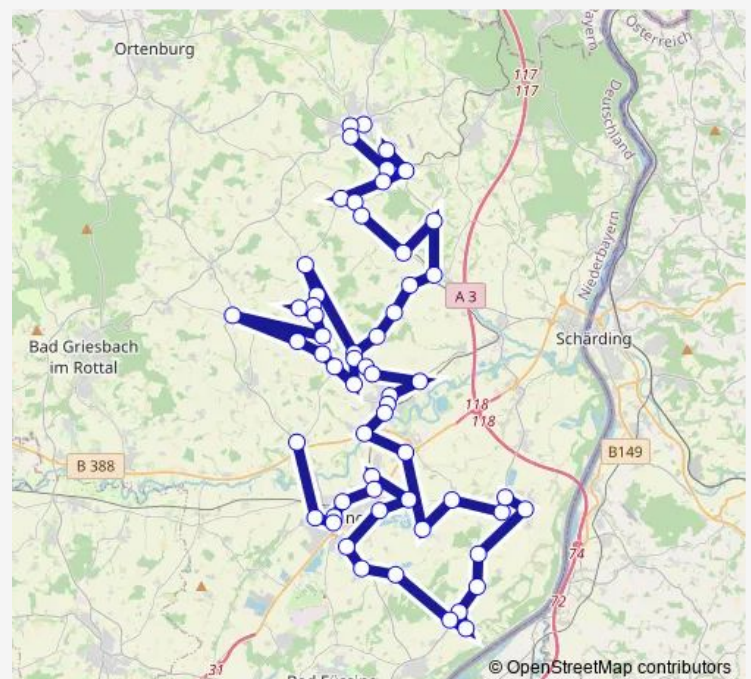 Ortenburg
Österreich
Bayern
117
117
Deutschland
Niederbayern
A 3
Schärding
Bad Griesbach
im Rottal
118
118
B149
B 388
74
72
31
© OpenStreetMap contributors